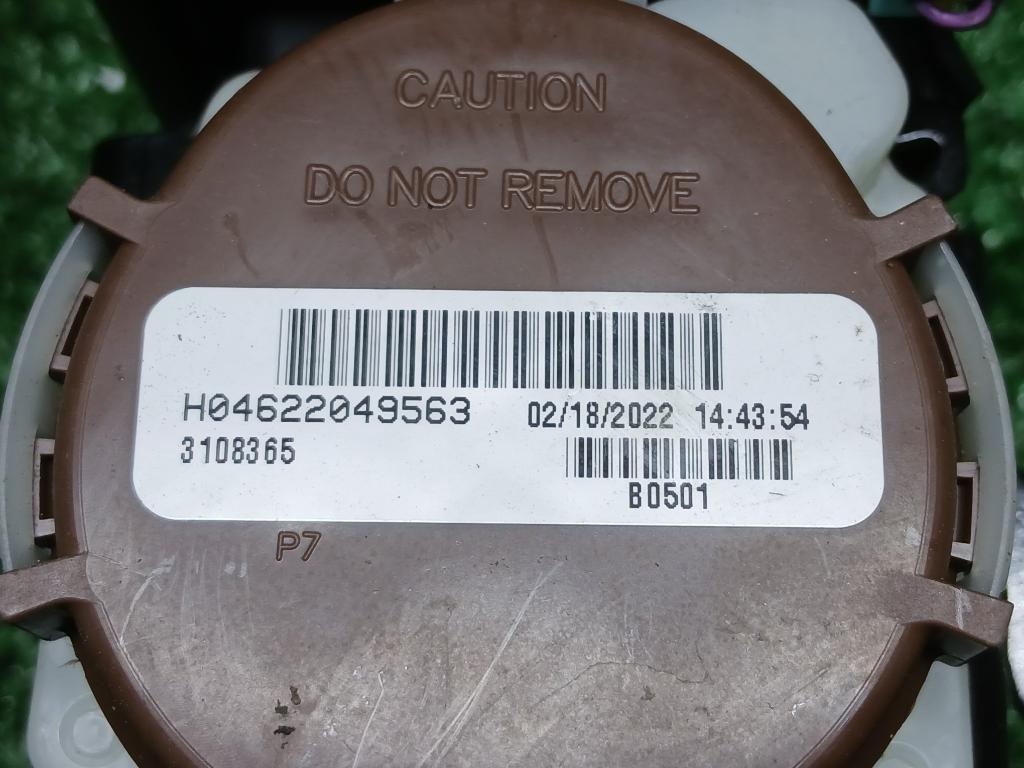 CAUTION
DO NOT REMOVE
H04622049563 02/18/2022 14:43:54
3108365
B0501
P7